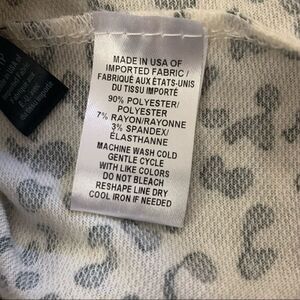 MADE IN USA OF
IMPORTED FABRIC/
FABRIQUÉ AUX ÉTATS-UNIS
DU TISSU IMPORTÉ
90% POLYESTER/
POLYESTER
7% RAYON/RAYONNE
3% SPANDEX/
ÉLASTHANNE
MACHINE WASH COLD
GENTLE CYCLE
WITH LIKE COLORS
DO NOT BLEACH
RESHAPE LINE DRY
COOL IRON IF NEEDED